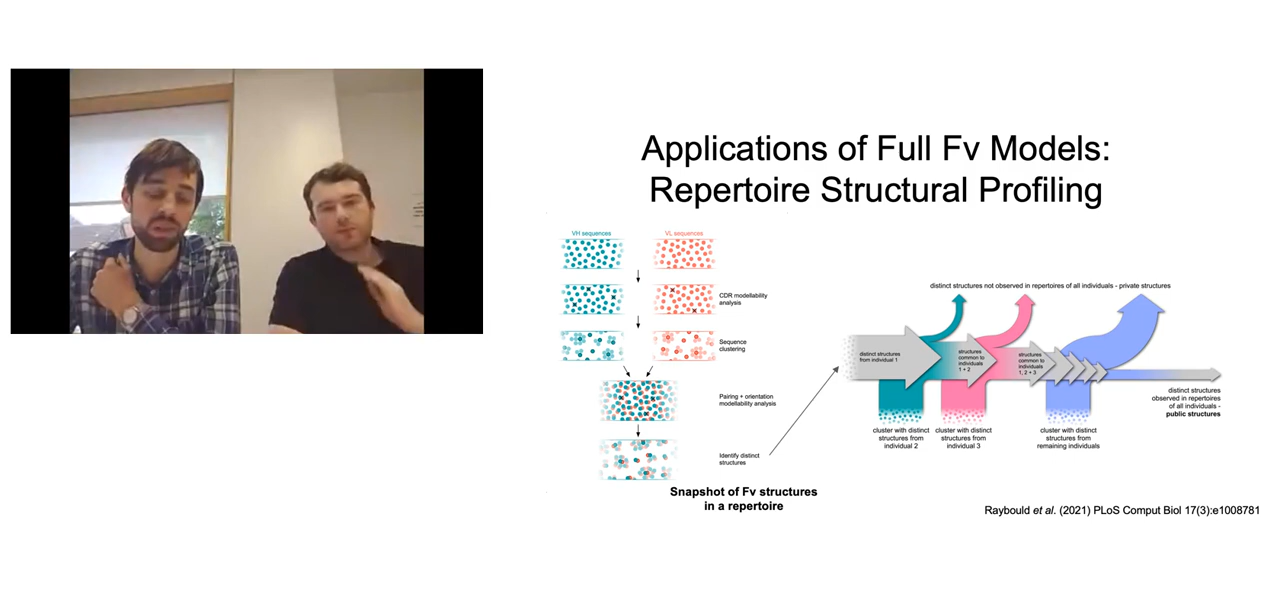 Applications of Full Fv Models:
Repertoire Structural Profiling
VH sequences
VL sequences
CDR modellability
analysis
Sequence
clustering
Pairing + orientation
modellability analysis
Identify distinct
structures
Snapshot of Fv structures
in a repertoire
distinct structures not observed in repertoires of all individuals - private structures
distinct structures
from individual 1
structures
common to
individuals
1 + 2
structures
common to
individuals
1, 2 + 3
cluster with distinct
structures from
individual 2
cluster with distinct
structures from
individual 3
cluster with distinct
structures from
remaining individuals
distinct structures
observed in repertoires
of all individuals -
public structures
Raybould et al. (2021) PLoS Comput Biol 17(3):e1008781